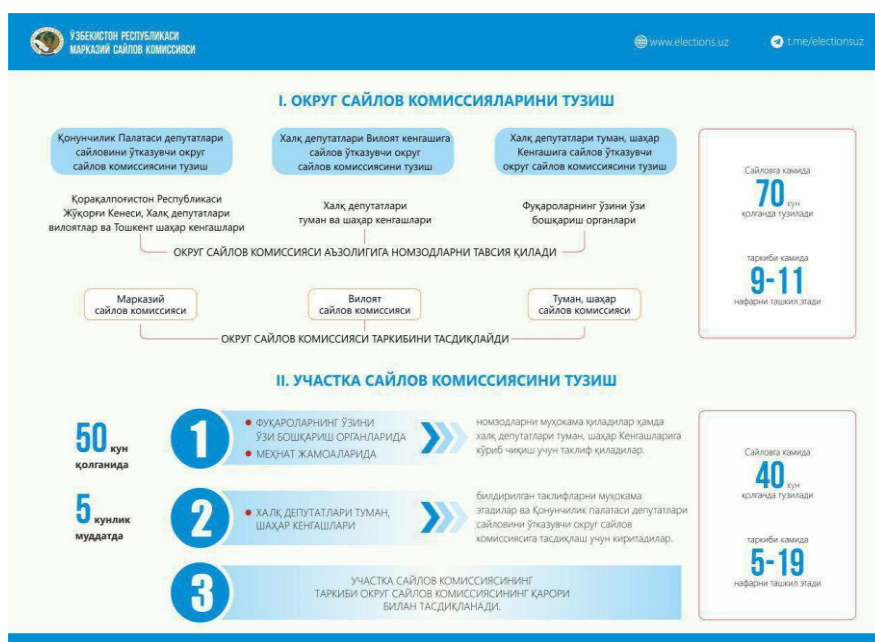 ЎЗБЕКИСТОН РЕСПУБЛИКАСИ
МАРКАЗИЙ САЙЛОВ КОМИССИЯСИ
www.elections.uz
t.me/electionsuz
I. ОКРУГ САЙЛОВ КОМИССИЯЛАРИНИ ТУЗИШ
Қонунчилик Палатаси депутатлари
сайловини ўтказувчи округ
сайлов комиссиясини тузиш
Халқ депутатлари Вилоят кенгашига
сайлов ўтказувчи округ
сайлов комиссиясини тузиш
Халқ депутатлари туман, шаҳар
Кенгашига сайлов ўтказувчи
округ сайлов комиссиясини тузиш
Қорақалпоғистон Республикаси
Жўқорғи Кенеси, Халқ депутатлари
вилоятлар ва Тошкент шаҳар кенгашлари
Халқ депутатлари
туман ва шаҳар кенгашлари
Фуқароларнинг ўзини ўзи
бошқариш органлари
ОКРУГ САЙЛОВ КОМИССИЯСИ АЪЗОЛИГИГА НОМЗОДЛАРНИ ТАВСИЯ ҚИЛАДИ
Марказий
сайлов комиссияси
Вилоят
сайлов комиссияси
Туман, шаҳар
сайлов комиссияси
ОКРУГ САЙЛОВ КОМИССИЯСИ ТАРКИБИНИ ТАСДИҚЛАЙДИ
Сайловга камида
70 кун
қолганда тузилади
таркиби камида
9-11
нафарни ташкил этади
II. УЧАСТКА САЙЛОВ КОМИССИЯСИНИ ТУЗИШ
50 кун
қолганида
1
• ФУҚАРОЛАРНИНГ ЎЗИНИ
ЎЗИ БОШҚАРИШ ОРГАНЛАРИДА
• МЕҲНАТ ЖАМОАЛАРИДА
номзодларни муҳокама қиладилар ҳамда
халқ депутатлари туман, шаҳар Кенгашларига
кўриб чиқиш учун таклиф қиладилар.
5 кунлик
муддатда
2
• ХАЛҚ ДЕПУТАТЛАРИ ТУМАН,
ШАҲАР КЕНГАШЛАРИ
билдирилган таклифларни муҳокама
этадилар ва Қонунчилик палатаси депутатлари
сайловини ўтказувчи округ сайлов
комиссиясига тасдиқлаш учун киритадилар.
3
УЧАСТКА САЙЛОВ КОМИССИЯСИНИНГ
ТАРКИБИ ОКРУГ САЙЛОВ КОМИССИЯСИНИНГ ҚАРОРИ
БИЛАН ТАСДИҚЛАНАДИ.
Сайловга камида
40 кун
қолганда тузилади
таркиби камида
5-19
нафарни ташкил этади